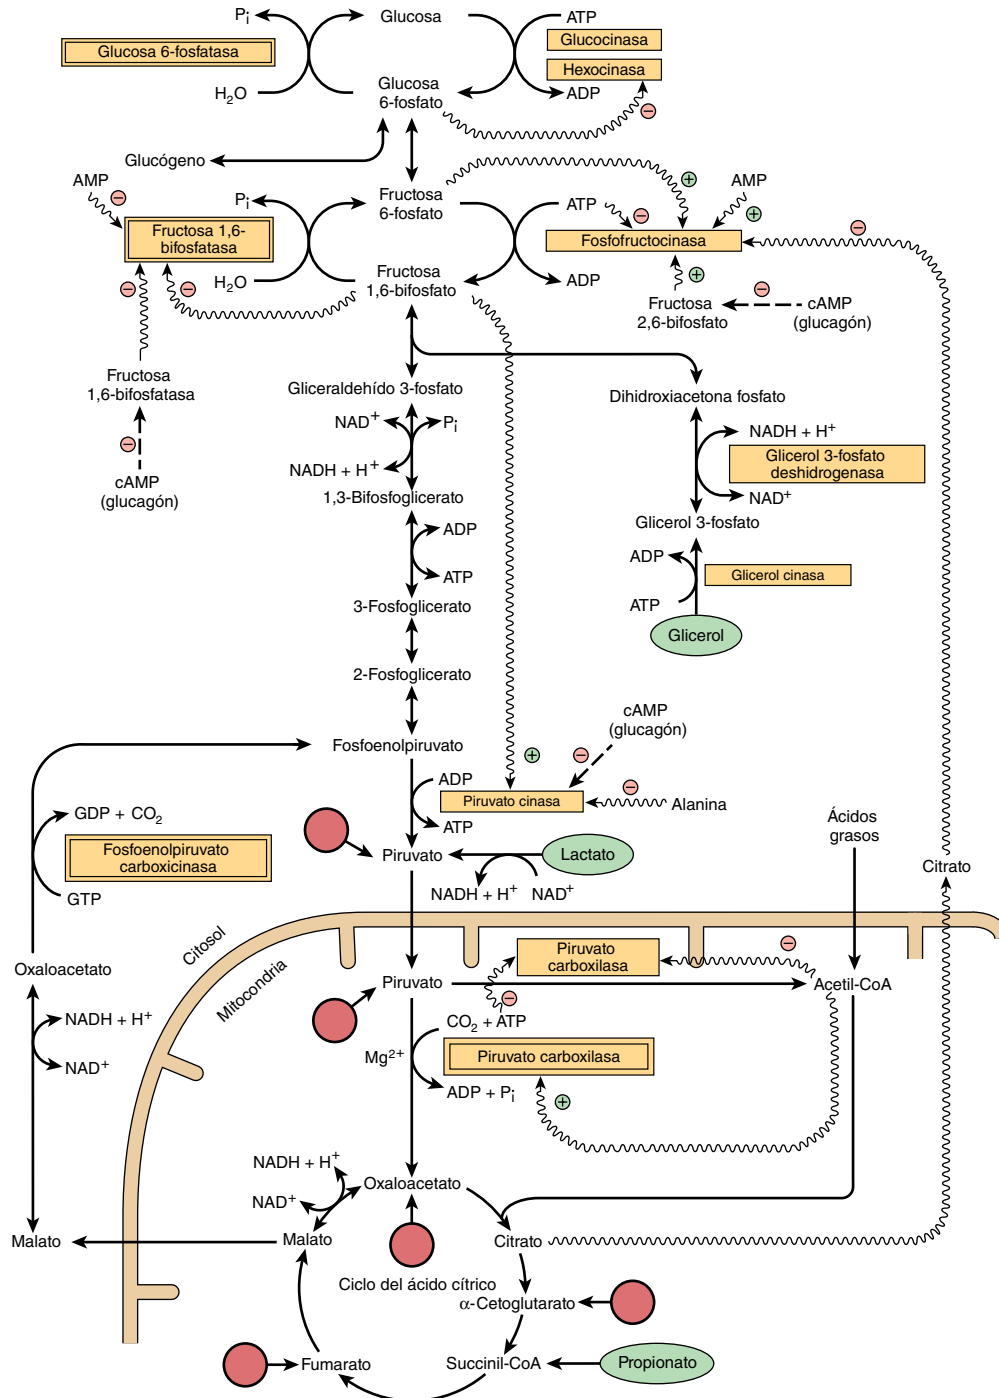 Pi
Glucosa
ATP
Glucosa 6-fosfatasa
Glucocinasa
Hexocinasa
H2O
Glucosa
6-fosfato
ADP
−
Glucógeno
AMP
−
Pi
Fructosa
6-fosfato
+
ATP
−
AMP
+
−
Fructosa 1,6-
bifosfatasa
Fosfofructocinasa
−
−
H2O
Fructosa
1,6-bifosfato
ADP
+
Fructosa
2,6-bifosfato
−
cAMP
(glucagón)
Fructosa
1,6-bifosfatasa
−
cAMP
(glucagón)
Gliceraldehído 3-fosfato
Dihidroxiacetona fosfato
NAD+
Pi
NADH + H+
NADH + H+
Glicerol 3-fosfato
deshidrogenasa
NAD+
1,3-Bifosfoglicerato
Glicerol 3-fosfato
ADP
ATP
ADP
Glicerol cinasa
ATP
3-Fosfoglicerato
Glicerol
2-Fosfoglicerato
cAMP
(glucagón)
Fosfoenolpiruvato
+
−
ADP
Piruvato cinasa
−
Alanina
ATP
GDP + CO2
Fosfoenolpiruvato
carboxicinasa
GTP
Piruvato
Lactato
NADH + H+
NAD+
Ácidos
grasos
Citrato
Citosol
Mitocondria
Oxaloacetato
Piruvato
carboxilasa
−
Piruvato
−
Acetil-CoA
NADH + H+
NAD+
CO2 + ATP
Mg2+
Piruvato carboxilasa
ADP + Pi
+
NADH + H+
NAD+
Oxaloacetato
Malato
Malato
Citrato
Ciclo del ácido cítrico
α-Cetoglutarato
Fumarato
Succinil-CoA
Propionato